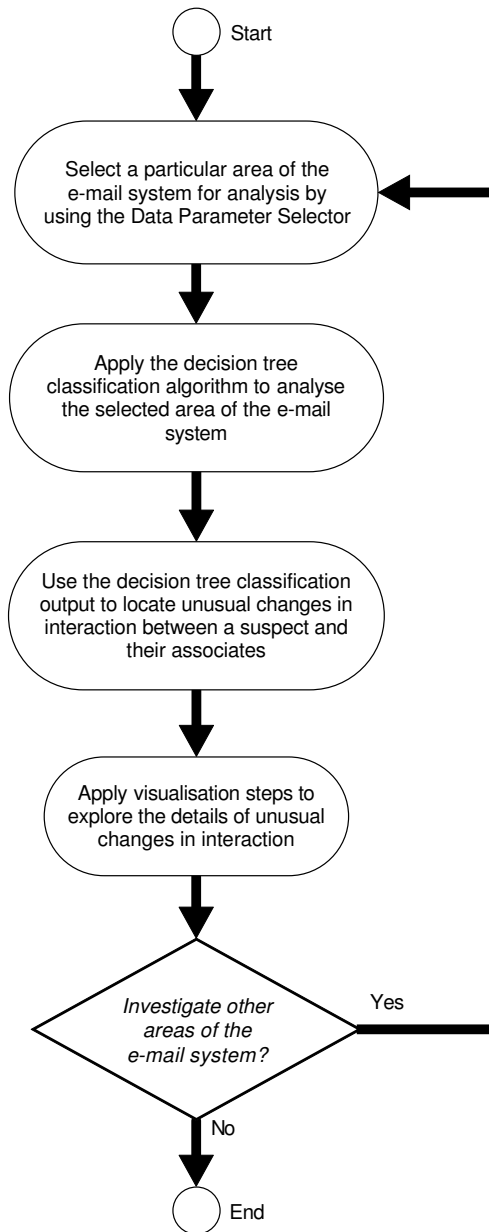 Start
Select a particular area of the
e-mail system for analysis by
using the Data Parameter Selector
Apply the decision tree
classification algorithm to analyse
the selected area of the e-mail
system
Use the decision tree classification
output to locate unusual changes in
interaction between a suspect and
their associates
Apply visualisation steps to
explore the details of unusual
changes in interaction
Investigate other
areas of the
e-mail system?
Yes
No
End